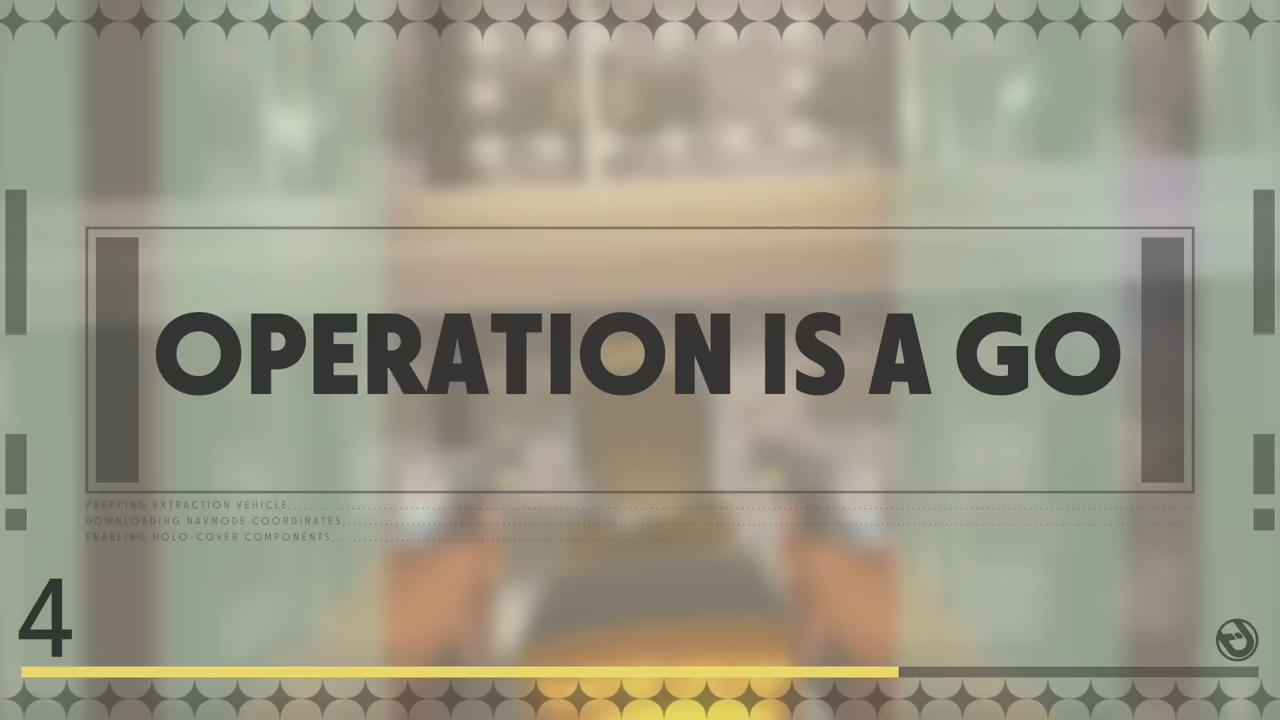 OPERATION IS A GO
PREPPING EXTRACTION VEHICLE
DOWNLOADING NAVMODE COORDINATES
ENABLING HOLO-COVER COMPONENTS
4